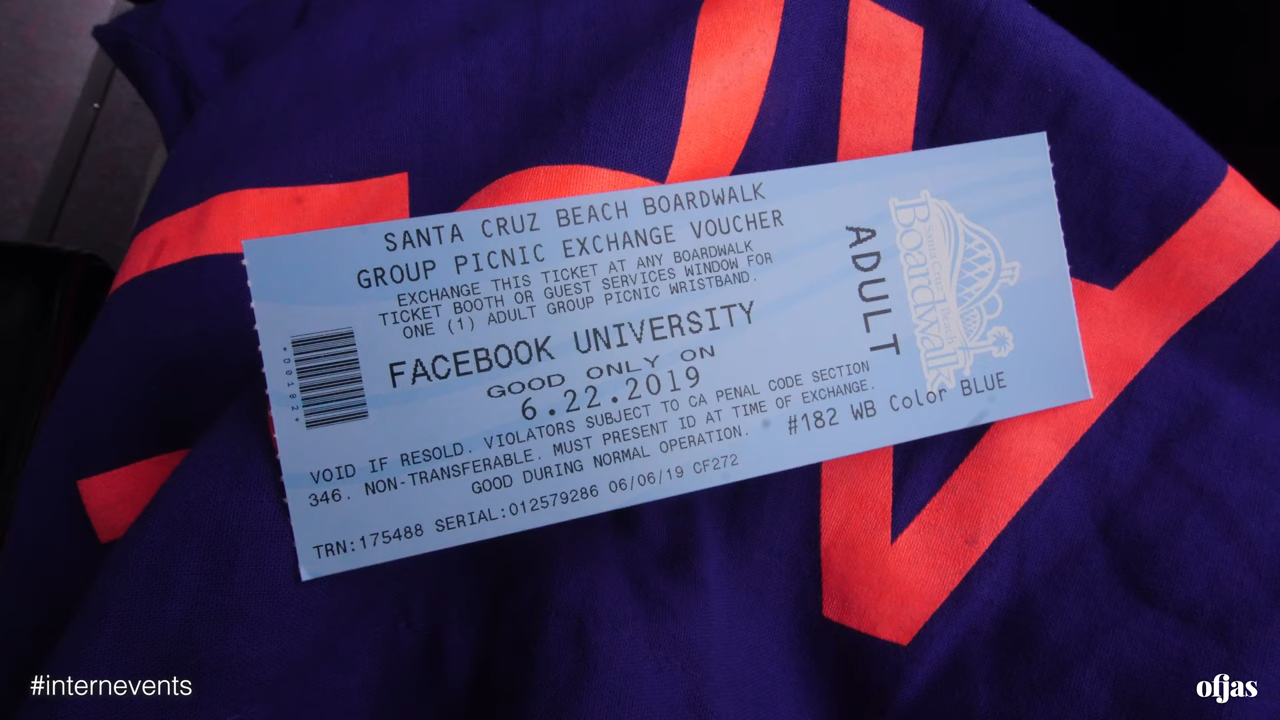 SANTA CRUZ BEACH BOARDWALK
GROUP PICNIC EXCHANGE VOUCHER
EXCHANGE THIS TICKET AT ANY BOARDWALK
TICKET BOOTH OR GUEST SERVICES WINDOW FOR
ONE (1) ADULT GROUP PICNIC WRISTBAND.
FACEBOOK UNIVERSITY
GOOD ONLY ON
6.22.2019
VOID IF RESOLD. VIOLATORS SUBJECT TO CA PENAL CODE SECTION
346. NON-TRANSFERABLE. MUST PRESENT ID AT TIME OF EXCHANGE.
GOOD DURING NORMAL OPERATION.
#182 WB Color BLUE
TRN:175488 SERIAL:012579286 06/06/19 CF272
ADULT
Santa Cruz Beach
Boardwalk
*00192*
#internevents
ofjas